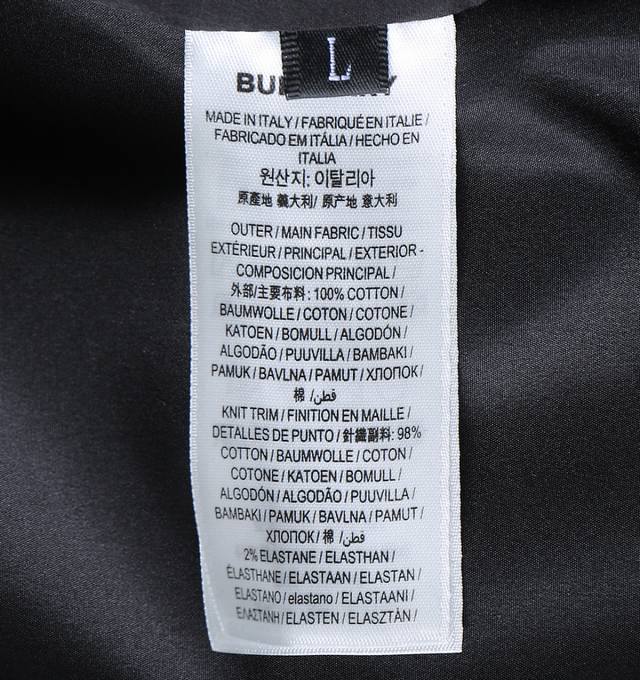 L
BURBERRY
MADE IN ITALY / FABRIQUÉ EN ITALIE /
FABRICADO EM ITÁLIA / HECHO EN
ITALIA
원산지: 이탈리아
原產地 義大利/ 原产地 意大利
OUTER / MAIN FABRIC / TISSU
EXTÉRIEUR / PRINCIPAL / EXTERIOR -
COMPOSICION PRINCIPAL /
外部/主要布料: 100% COTTON /
BAUMWOLLE / COTON / COTONE /
KATOEN / BOMULL / ALGODÓN /
ALGODÃO / PUUVILLA / BAMBAKI /
PAMUK / BAVLNA / PAMUT / ХЛОПОК /
棉 /قطن/
KNIT TRIM / FINITION EN MAILLE /
DETALLES DE PUNTO / 針織副料: 98%
COTTON / BAUMWOLLE / COTON /
COTONE / KATOEN / BOMULL /
ALGODÓN / ALGODÃO / PUUVILLA /
BAMBAKI / PAMUK / BAVLNA / PAMUT /
ХЛОПОК / 棉 /قطن/
2% ELASTANE / ELASTHAN /
ÉLASTHANE / ELASTAAN / ELASTAN /
ELASTANO / elastano / ELASTAANI /
ΕΛΑΣΤΑΝΗ / ELASTEN / ELASZTÁN /